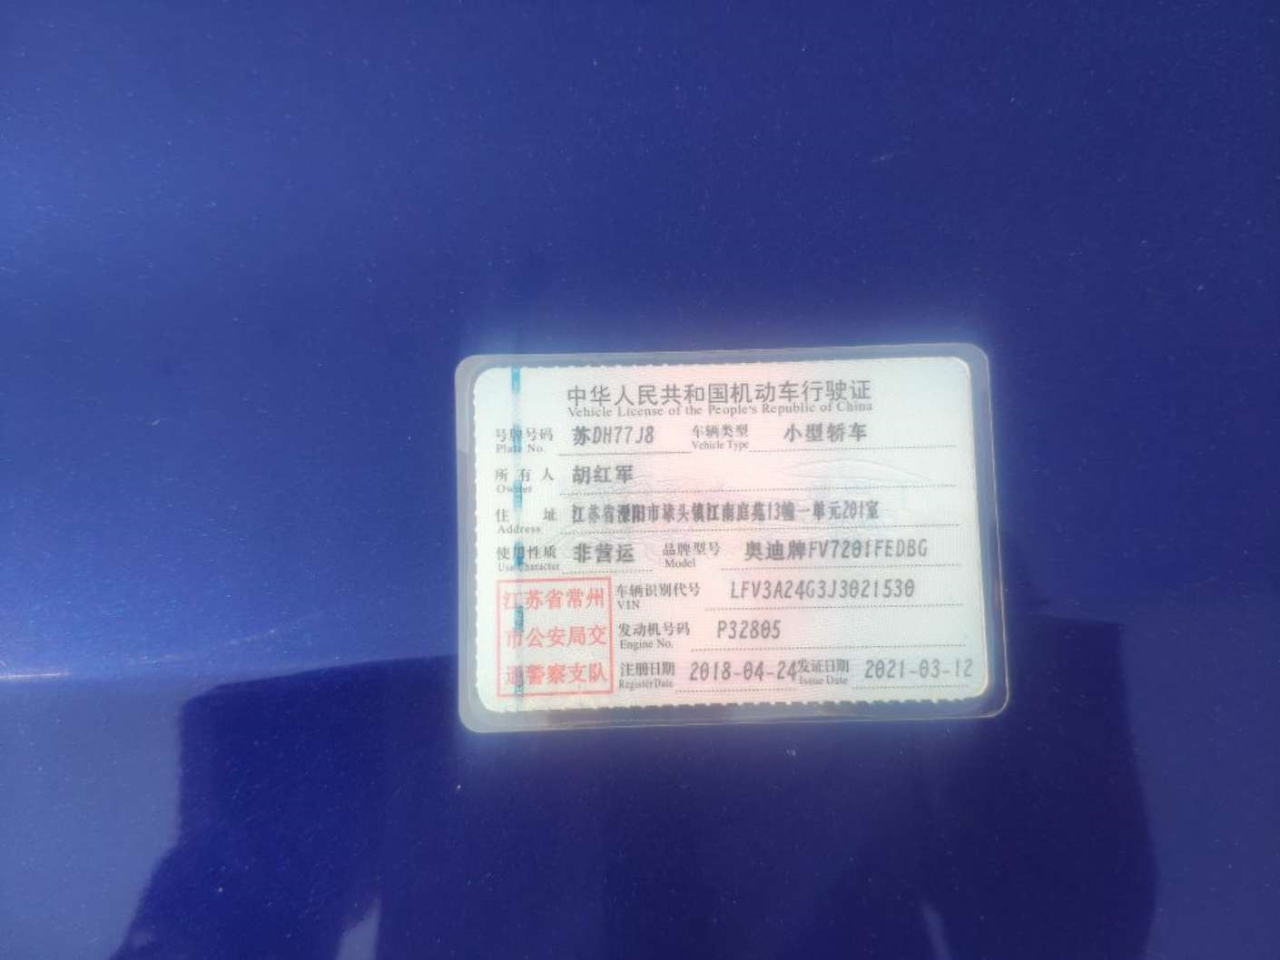 中华人民共和国机动车行驶证
Vehicle License of the People's Republic of China
号牌号码 苏DH77J8 车辆类型 小型轿车
Plate No. Vehicle Type
所有人 胡红军
Owner
住址 江苏省溧阳市埭头镇江南庭苑13幢一单元201室
Address
使用性质 非营运 品牌型号 奥迪牌FV7201FEDBG
Use Character Model
江苏省常州 车辆识别代号 LFV3A24G3J3021530
VIN
市公安局交 发动机号码 P32805
Engine No.
通警察支队 注册日期 2018-04-24 发证日期 2021-03-12
Register Date Issue Date